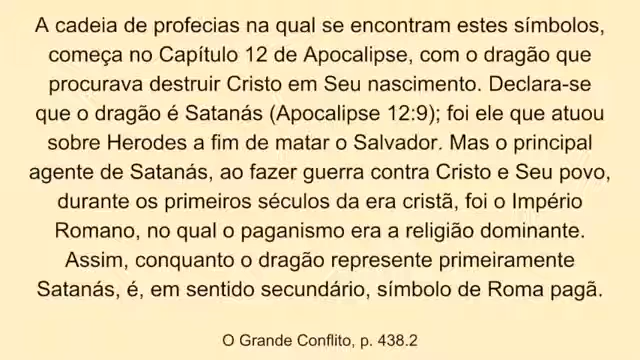 A cadeia de profecias na qual se encontram estes símbolos,
começa no Capítulo 12 de Apocalipse, com o dragão que
procurava destruir Cristo em Seu nascimento. Declara-se
que o dragão é Satanás (Apocalipse 12:9); foi ele que atuou
sobre Herodes a fim de matar o Salvador. Mas o principal
agente de Satanás, ao fazer guerra contra Cristo e Seu povo,
durante os primeiros séculos da era cristã, foi o Império
Romano, no qual o paganismo era a religião dominante.
Assim, conquanto o dragão represente primeiramente
Satanás, é, em sentido secundário, símbolo de Roma pagã.
O Grande Conflito, p. 438.2